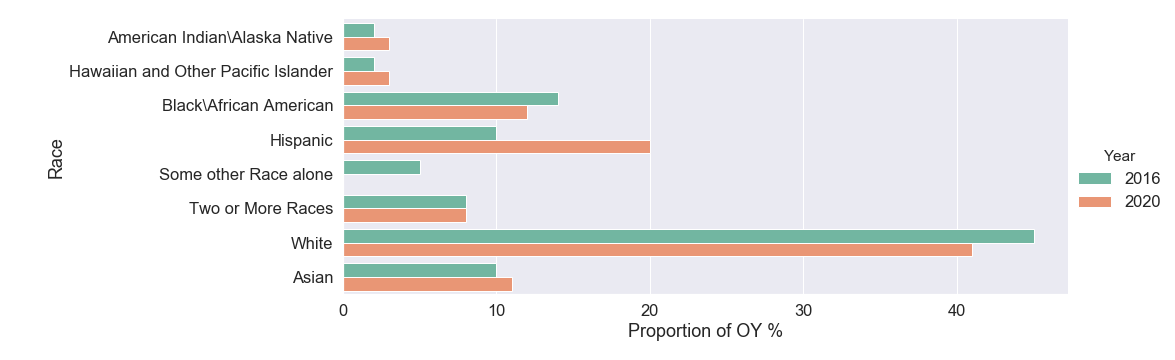 American Indian\Alaska Native
Hawaiian and Other Pacific Islander
Black\African American
Hispanic
Some other Race alone
Two or More Races
White
Asian
Race
0 10 20 30 40
Proportion of OY %
Year
2016
2020